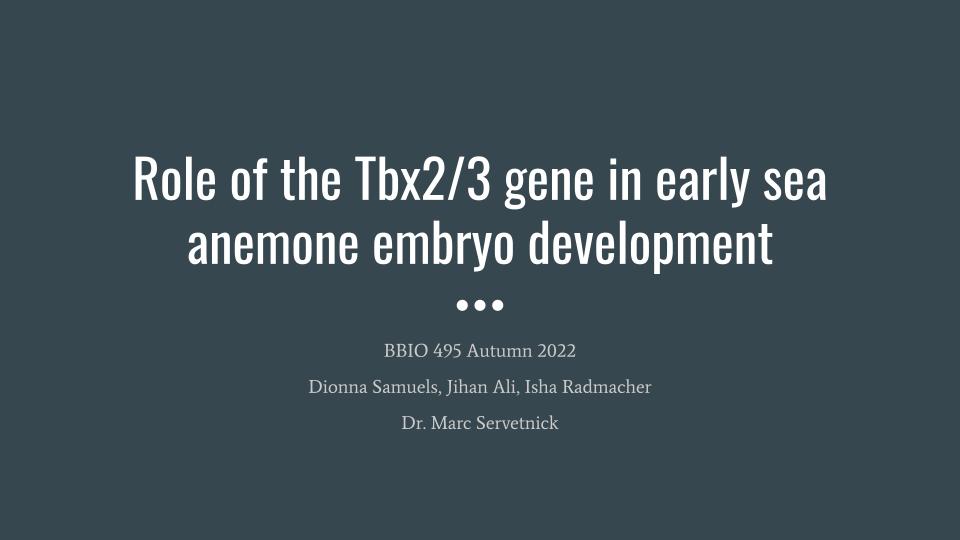 Role of the Tbx2/3 gene in early sea
anemone embryo development
BBIO 495 Autumn 2022
Dionna Samuels, Jihan Ali, Isha Radmacher
Dr. Marc Servetnick